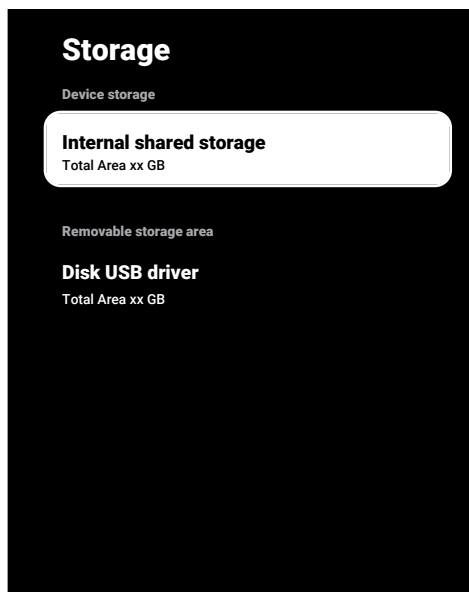 Storage
Device storage
Internal shared storage
Total Area xx GB
Removable storage area
Disk USB driver
Total Area xx GB